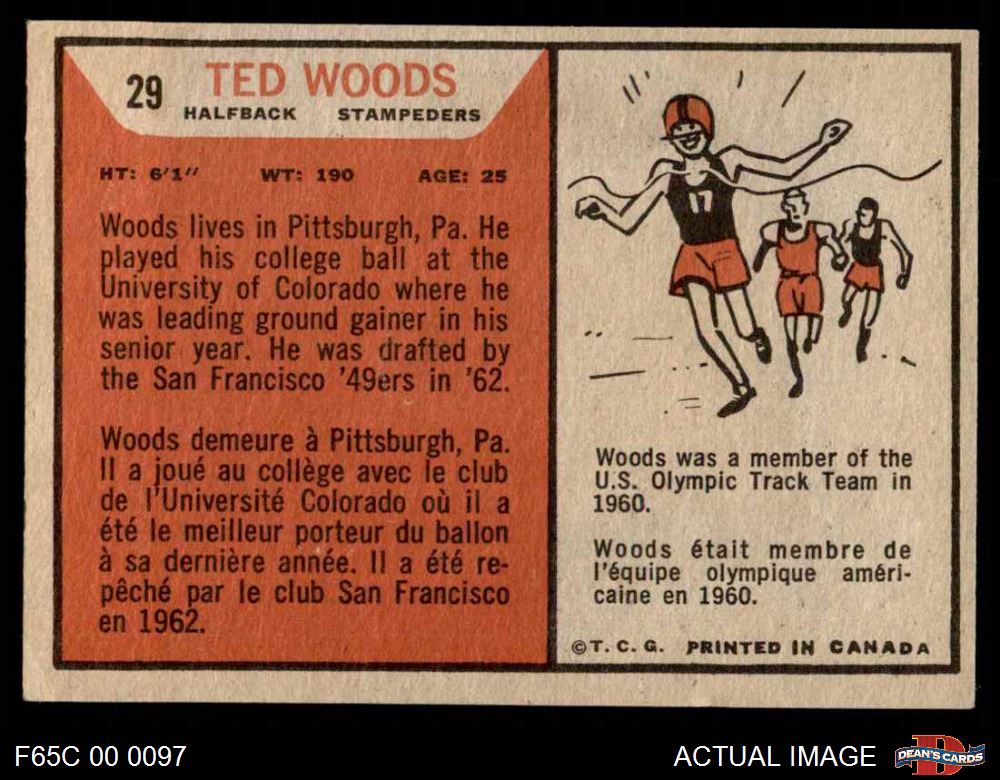 29 TED WOODS
HALFBACK STAMPEDERS
HT: 6'1" WT: 190 AGE: 25
Woods lives in Pittsburgh, Pa. He
played his college ball at the
University of Colorado where he
was leading ground gainer in his
senior year. He was drafted by
the San Francisco '49ers in '62.
Woods demeure à Pittsburgh, Pa.
Il a joué au collège avec le club
de l'Université Colorado où il a
été le meilleur porteur du ballon
à sa dernière année. Il a été re-
pêché par le club San Francisco
en 1962.
17
Woods was a member of the
U.S. Olympic Track Team in
1960.
Woods était membre de
l'équipe olympique améri-
caine en 1960.
©T. C. G. PRINTED IN CANADA
F65C 00 0097
ACTUAL IMAGE
DEAN'S CARDS